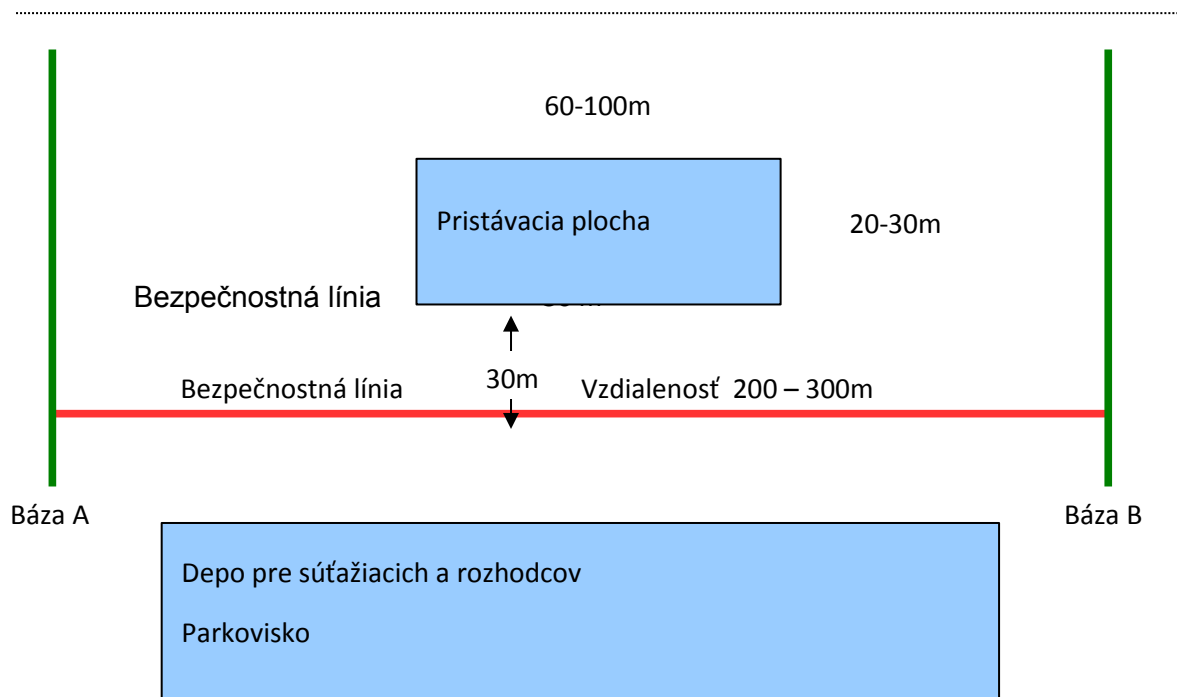 60-100m
Pristávacia plocha
20-30m
Bezpečnostná línia
Bezpečnostná línia
30m
Vzdialenosť 200 – 300m
Báza A
Báza B
Depo pre súťažiacich a rozhodcov
Parkovisko